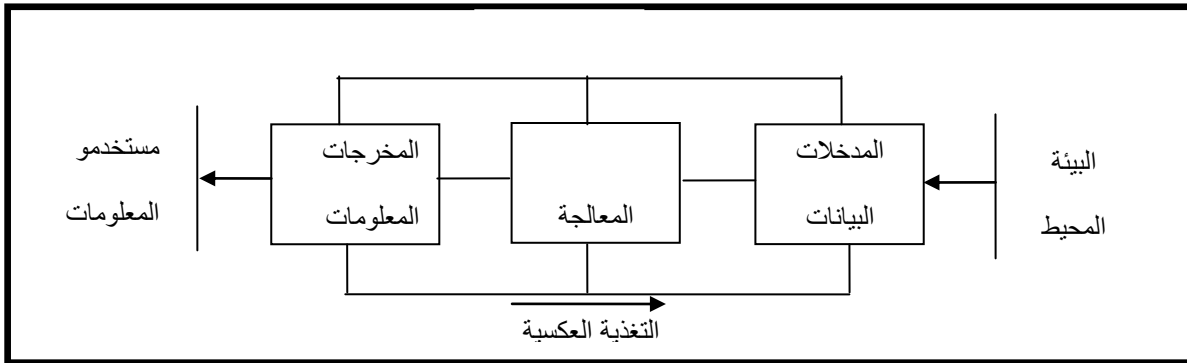 البيئة
المحيط
المدخلات
البيانات
المعالجة
المخرجات
المعلومات
مستخدمو
المعلومات
التغذية العكسية